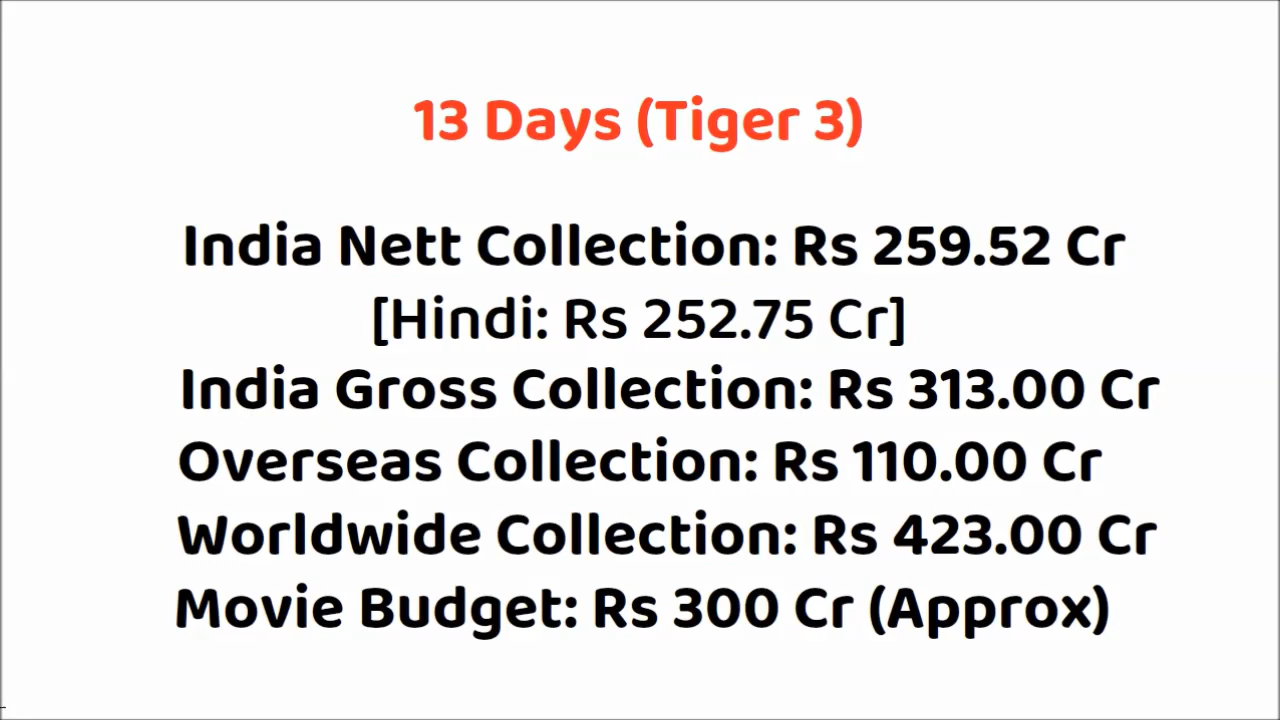 13 Days (Tiger 3)
India Nett Collection: Rs 259.52 Cr
[Hindi: Rs 252.75 Cr]
India Gross Collection: Rs 313.00 Cr
Overseas Collection: Rs 110.00 Cr
Worldwide Collection: Rs 423.00 Cr
Movie Budget: Rs 300 Cr (Approx)